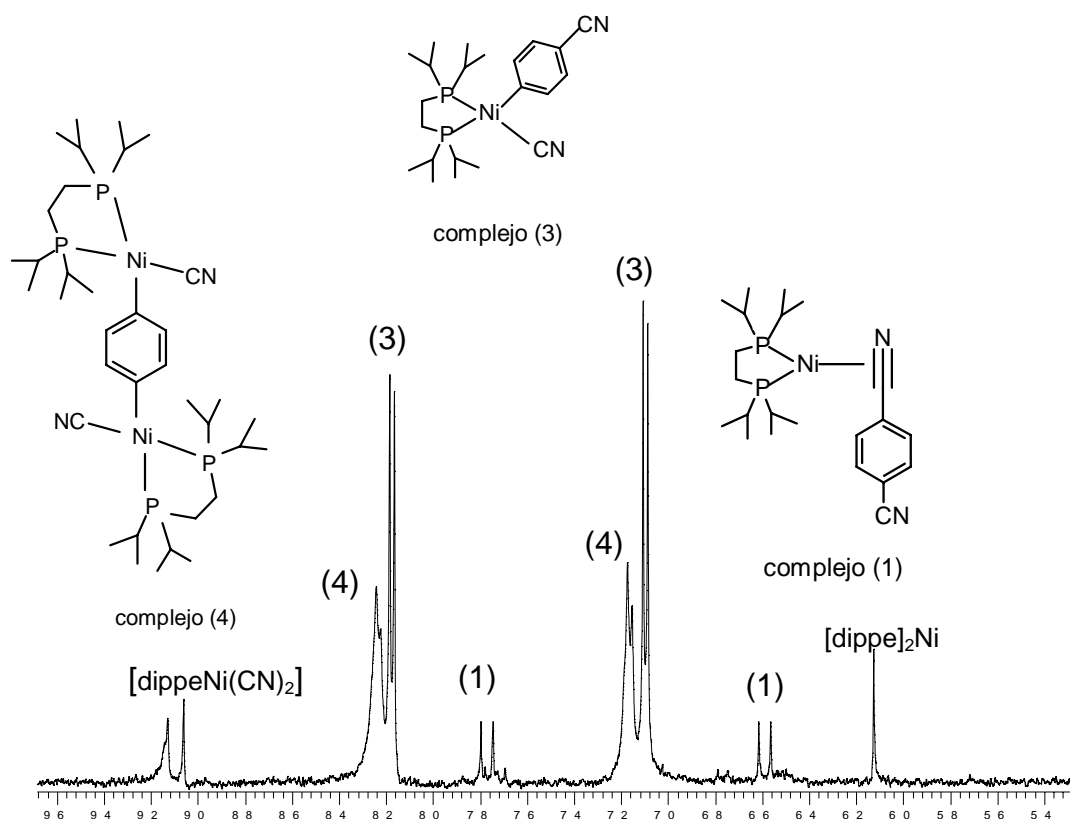 CN
P
Ni
P
CN
complejo (3)
P
P
Ni
CN
NC
Ni
P
P
complejo (4)
N
P
Ni
P
CN
complejo (1)
(3)
(3)
(4)
(4)
[dippeNi(CN)₂]
(1)
(1)
[dippe]₂Ni
96 94 92 90 88 86 84 82 80 78 76 74 72 70 68 66 64 62 60 58 56 54